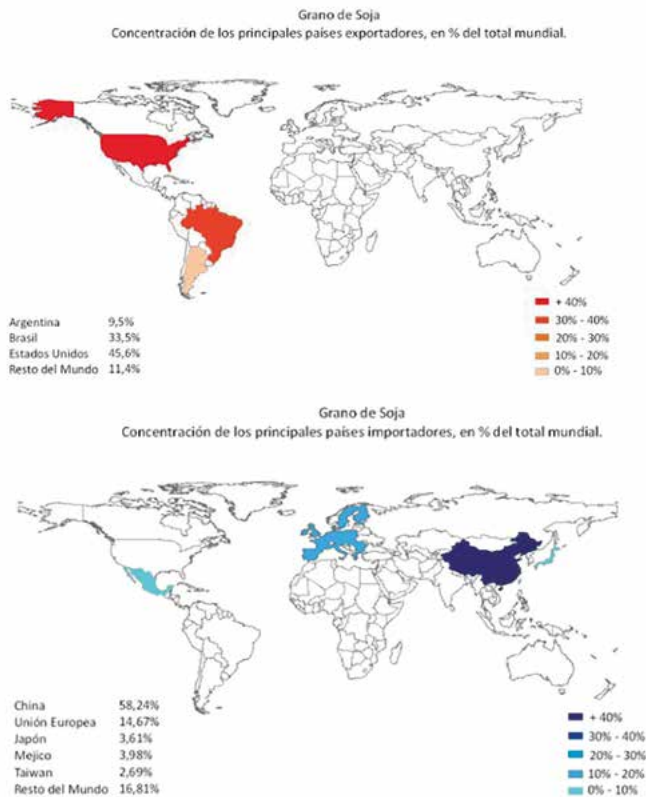 Grano de Soja
Concentración de los principales países exportadores, en % del total mundial.
Argentina 9,5%
Brasil 33,5%
Estados Unidos 45,6%
Resto del Mundo 11,4%
+ 40%
30% - 40%
20% - 30%
10% - 20%
0% - 10%
Grano de Soja
Concentración de los principales países importadores, en % del total mundial.
China 58,24%
Unión Europea 14,67%
Japón 3,61%
Mejico 3,98%
Taiwan 2,69%
Resto del Mundo 16,81%
+ 40%
30% - 40%
20% - 30%
10% - 20%
0% - 10%